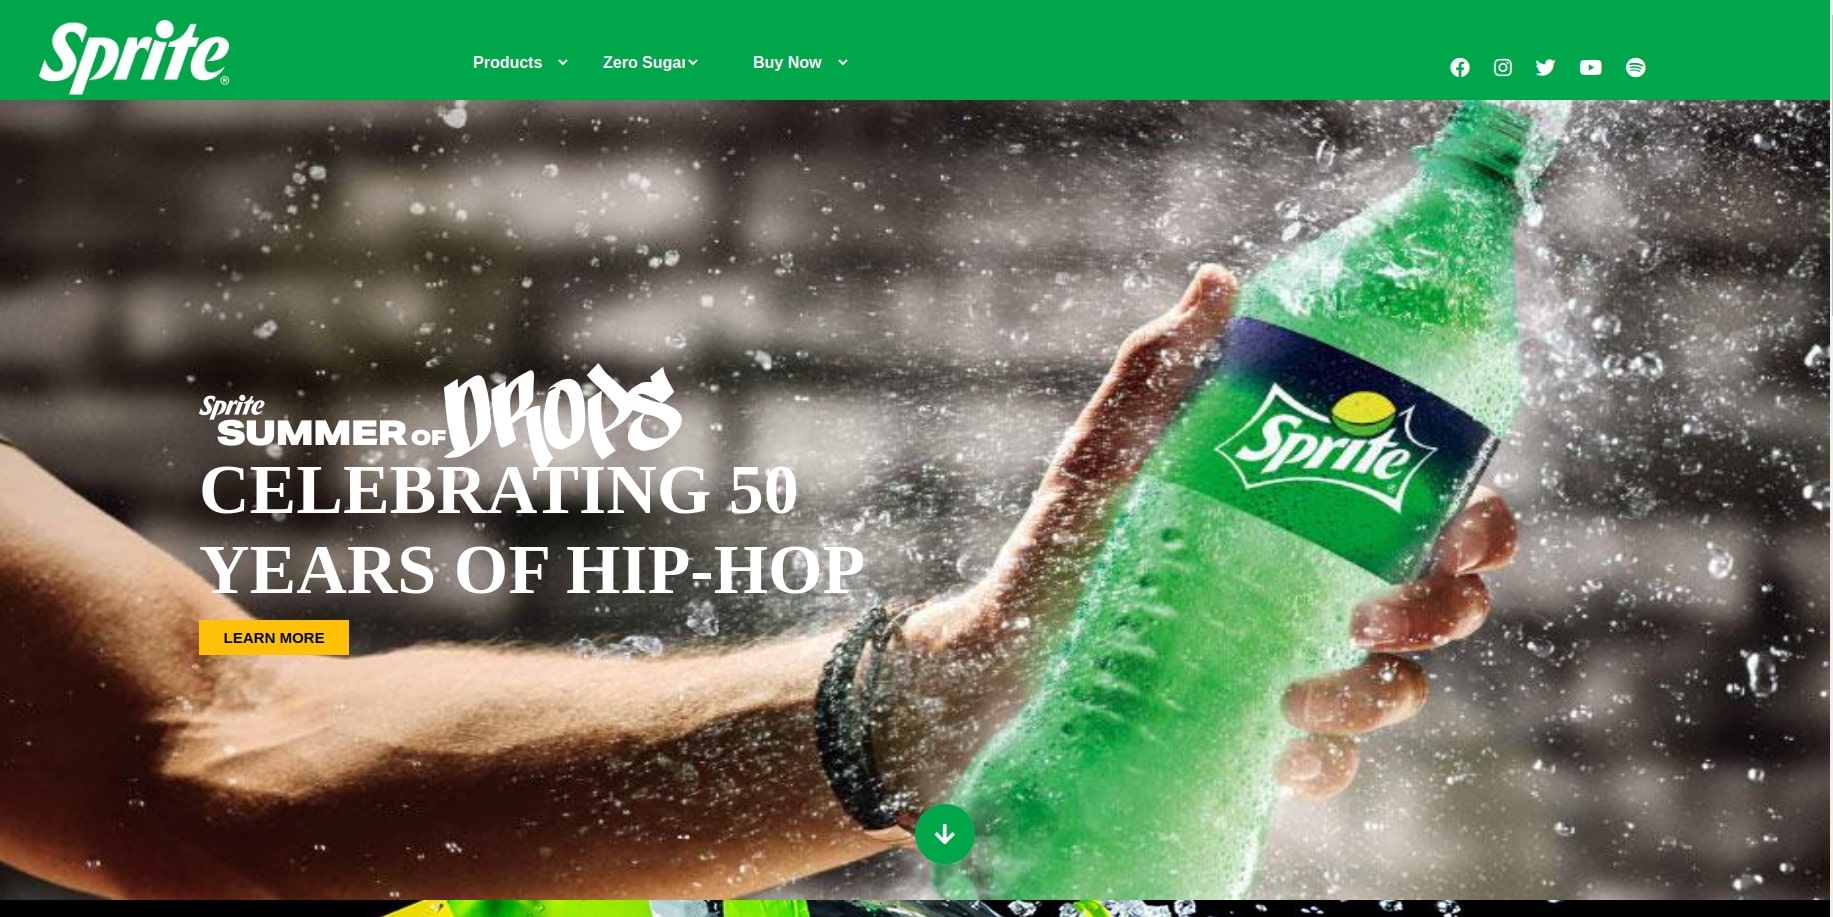 Sprite®
Products
Zero Sugar
Buy Now
Sprite
SUMMER OF DROPS
CELEBRATING 50
YEARS OF HIP-HOP
LEARN MORE
Sprite®